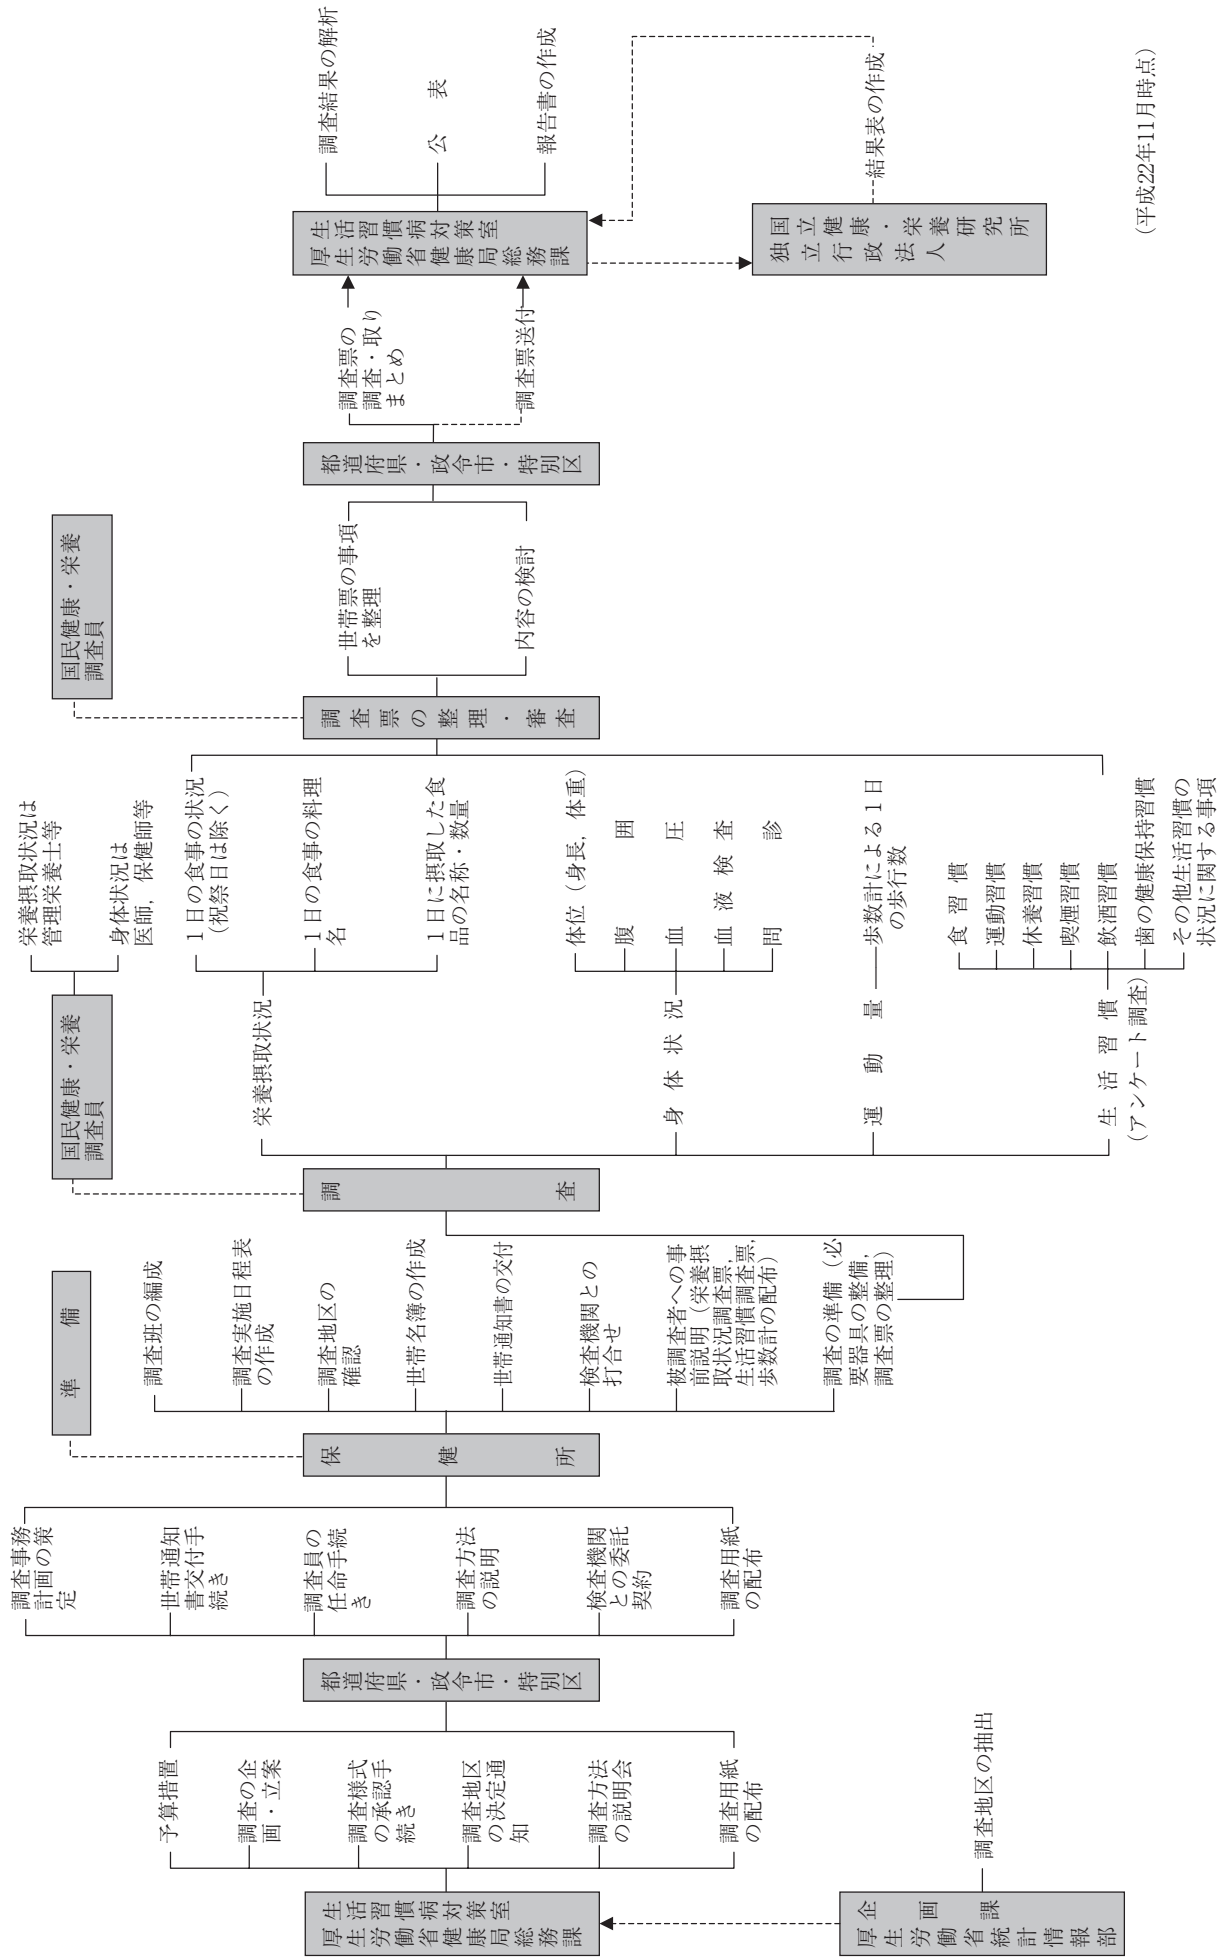 厚生労働省健康局総務課
生活習慣病対策室
厚生労働省統計情報部
企画課
調査地区の抽出
予算措置
調査の企
画・立案
調査様式
の承認手
続き
調査地区
の決定通
知
調査方法
の説明会
調査用紙
の配布
都道府県・政令市・特別区
調査事務
計画の策
定
世帯通知
書交付手
続き
調査員の
任命手続
き
調査方法
の説明
検査機関
との委託
契約
調査用紙
の配布
準備
保健所
調査班の編成
調査実施日程表
の作成
調査地区の
確認
世帯名簿の作成
世帯通知書の交付
検査機関との
打合せ
被調査者への事
前説明（栄養摂
取状況調査票，
生活習慣調査票，
歩数計の配布）
調査の準備（必
要器具の整備，
調査票の整理）
国民健康・栄養
調査員
栄養摂取状況は
管理栄養士等
身体状況は
医師，保健師等
調査
栄養摂取状況
1日の食事の状況
（祝祭日は除く）
1日の食事の料理
名
1日に摂取した食
品の名称・数量
身体状況
体位（身長，体重）
腹囲
血圧
血液検査
問診
運動量
歩数計による1日
の歩行数
生活習慣
（アンケート調査）
食習慣
運動習慣
休養習慣
喫煙習慣
飲酒習慣
歯の健康保持習慣
その他生活習慣の
状況に関する事項
国民健康・栄養
調査員
調査票の整理・審査
世帯票の事項
を整理
内容の検討
都道府県・政令市・特別区
調査票の
調査・取り
まとめ
調査票送付
厚生労働省健康局総務課
生活習慣病対策室
調査結果の解析
公表
報告書の作成
独立行政法人
国立健康・栄養研究所
結果表の作成
（平成22年11月時点）